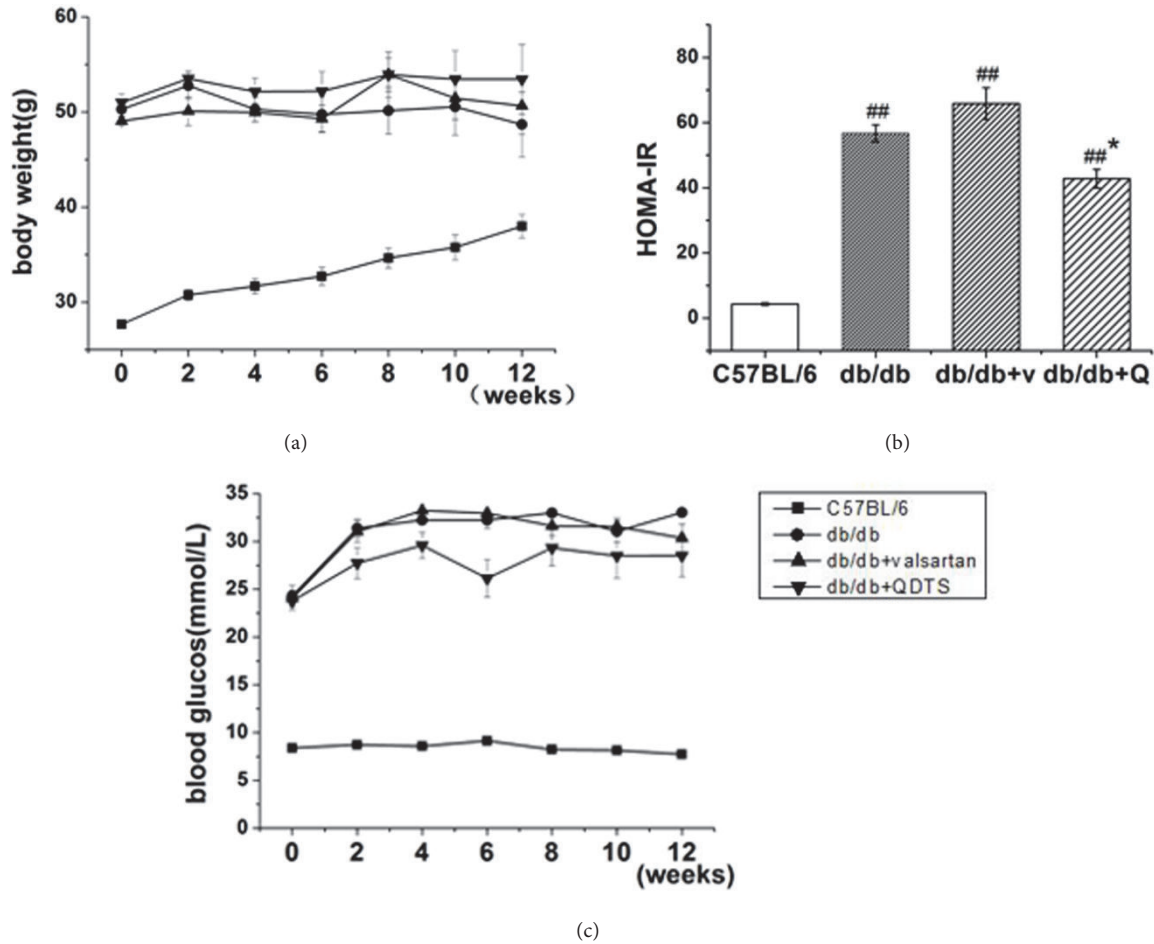 60
50
40
30
body weight(g)
0 2 4 6 8 10 12
(weeks)
(a)
80
60
40
20
0
HOMA-IR
##
##
##*
C57BL/6 db/db db/db+v db/db+Q
(b)
35
30
25
20
15
10
5
0
blood glucos(mmol/L)
0 2 4 6 8 10 12
(weeks)
C57BL/6
db/db
db/db+valsartan
db/db+QDTS
(c)